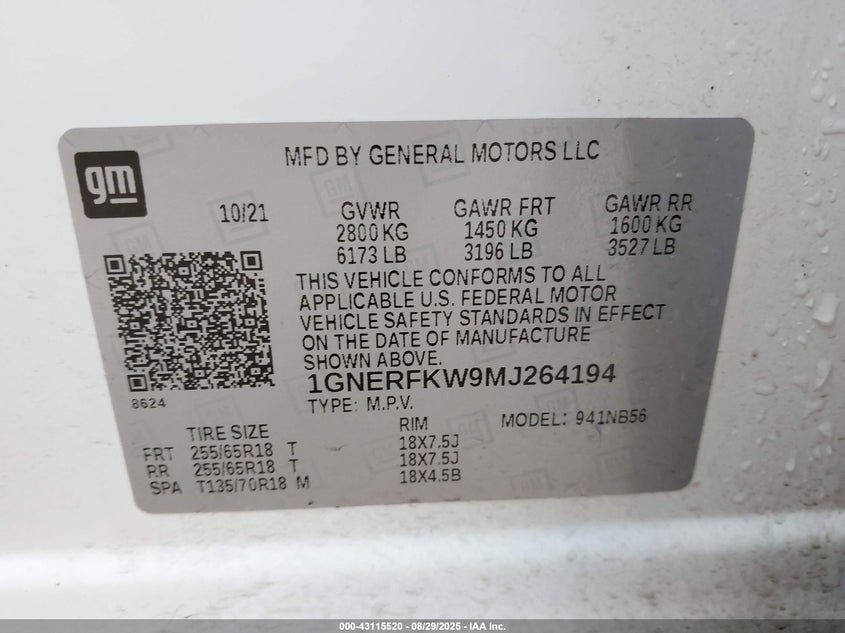 MFD BY GENERAL MOTORS LLC
gm
10/21 GVWR GAWR FRT GAWR RR
2800 KG 1450 KG 1600 KG
6173 LB 3196 LB 3527 LB
THIS VEHICLE CONFORMS TO ALL
APPLICABLE U.S. FEDERAL MOTOR
VEHICLE SAFETY STANDARDS IN EFFECT
ON THE DATE OF MANUFACTURE
SHOWN ABOVE.
1GNERFKW9MJ264194
8624
TYPE: M.P.V.
TIRE SIZE RIM MODEL: 941NB56
FRT 255/65R18 T 18X7.5J
RR 255/65R18 T 18X7.5J
SPA T135/70R18 M 18X4.5B
000-43115520 - 08/29/2025 - IAA Inc.